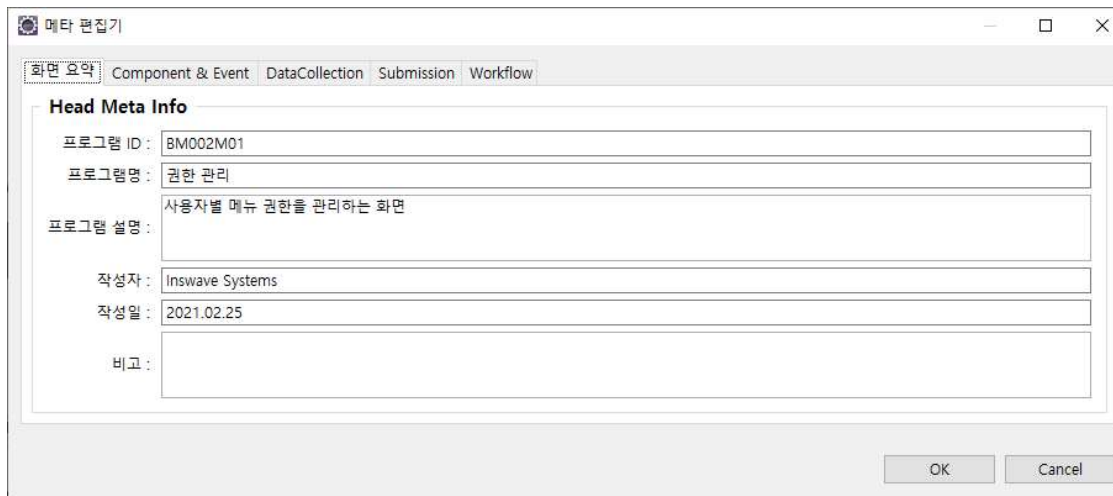 메타 편집기
화면 요약 Component & Event DataCollection Submission Workflow
Head Meta Info
프로그램 ID : BM002M01
프로그램명 : 권한 관리
프로그램 설명 : 사용자별 메뉴 권한을 관리하는 화면
작성자 : Inswave Systems
작성일 : 2021.02.25
비고 :
OK Cancel